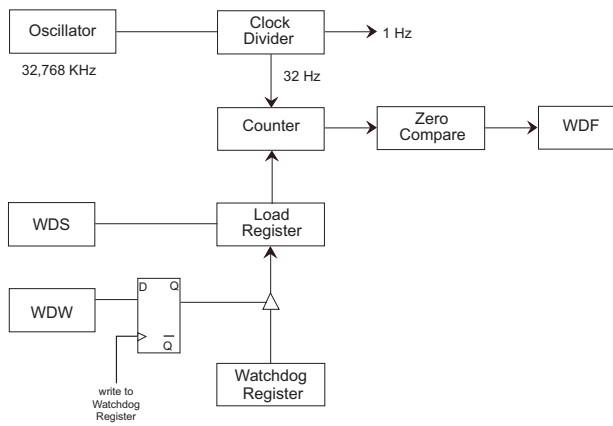 Oscillator
Clock
Divider
1 Hz
32,768 KHz
32 Hz
Counter
Zero
Compare
WDF
WDS
Load
Register
WDW
D
Q
Q
Watchdog
Register
write to
Watchdog
Register